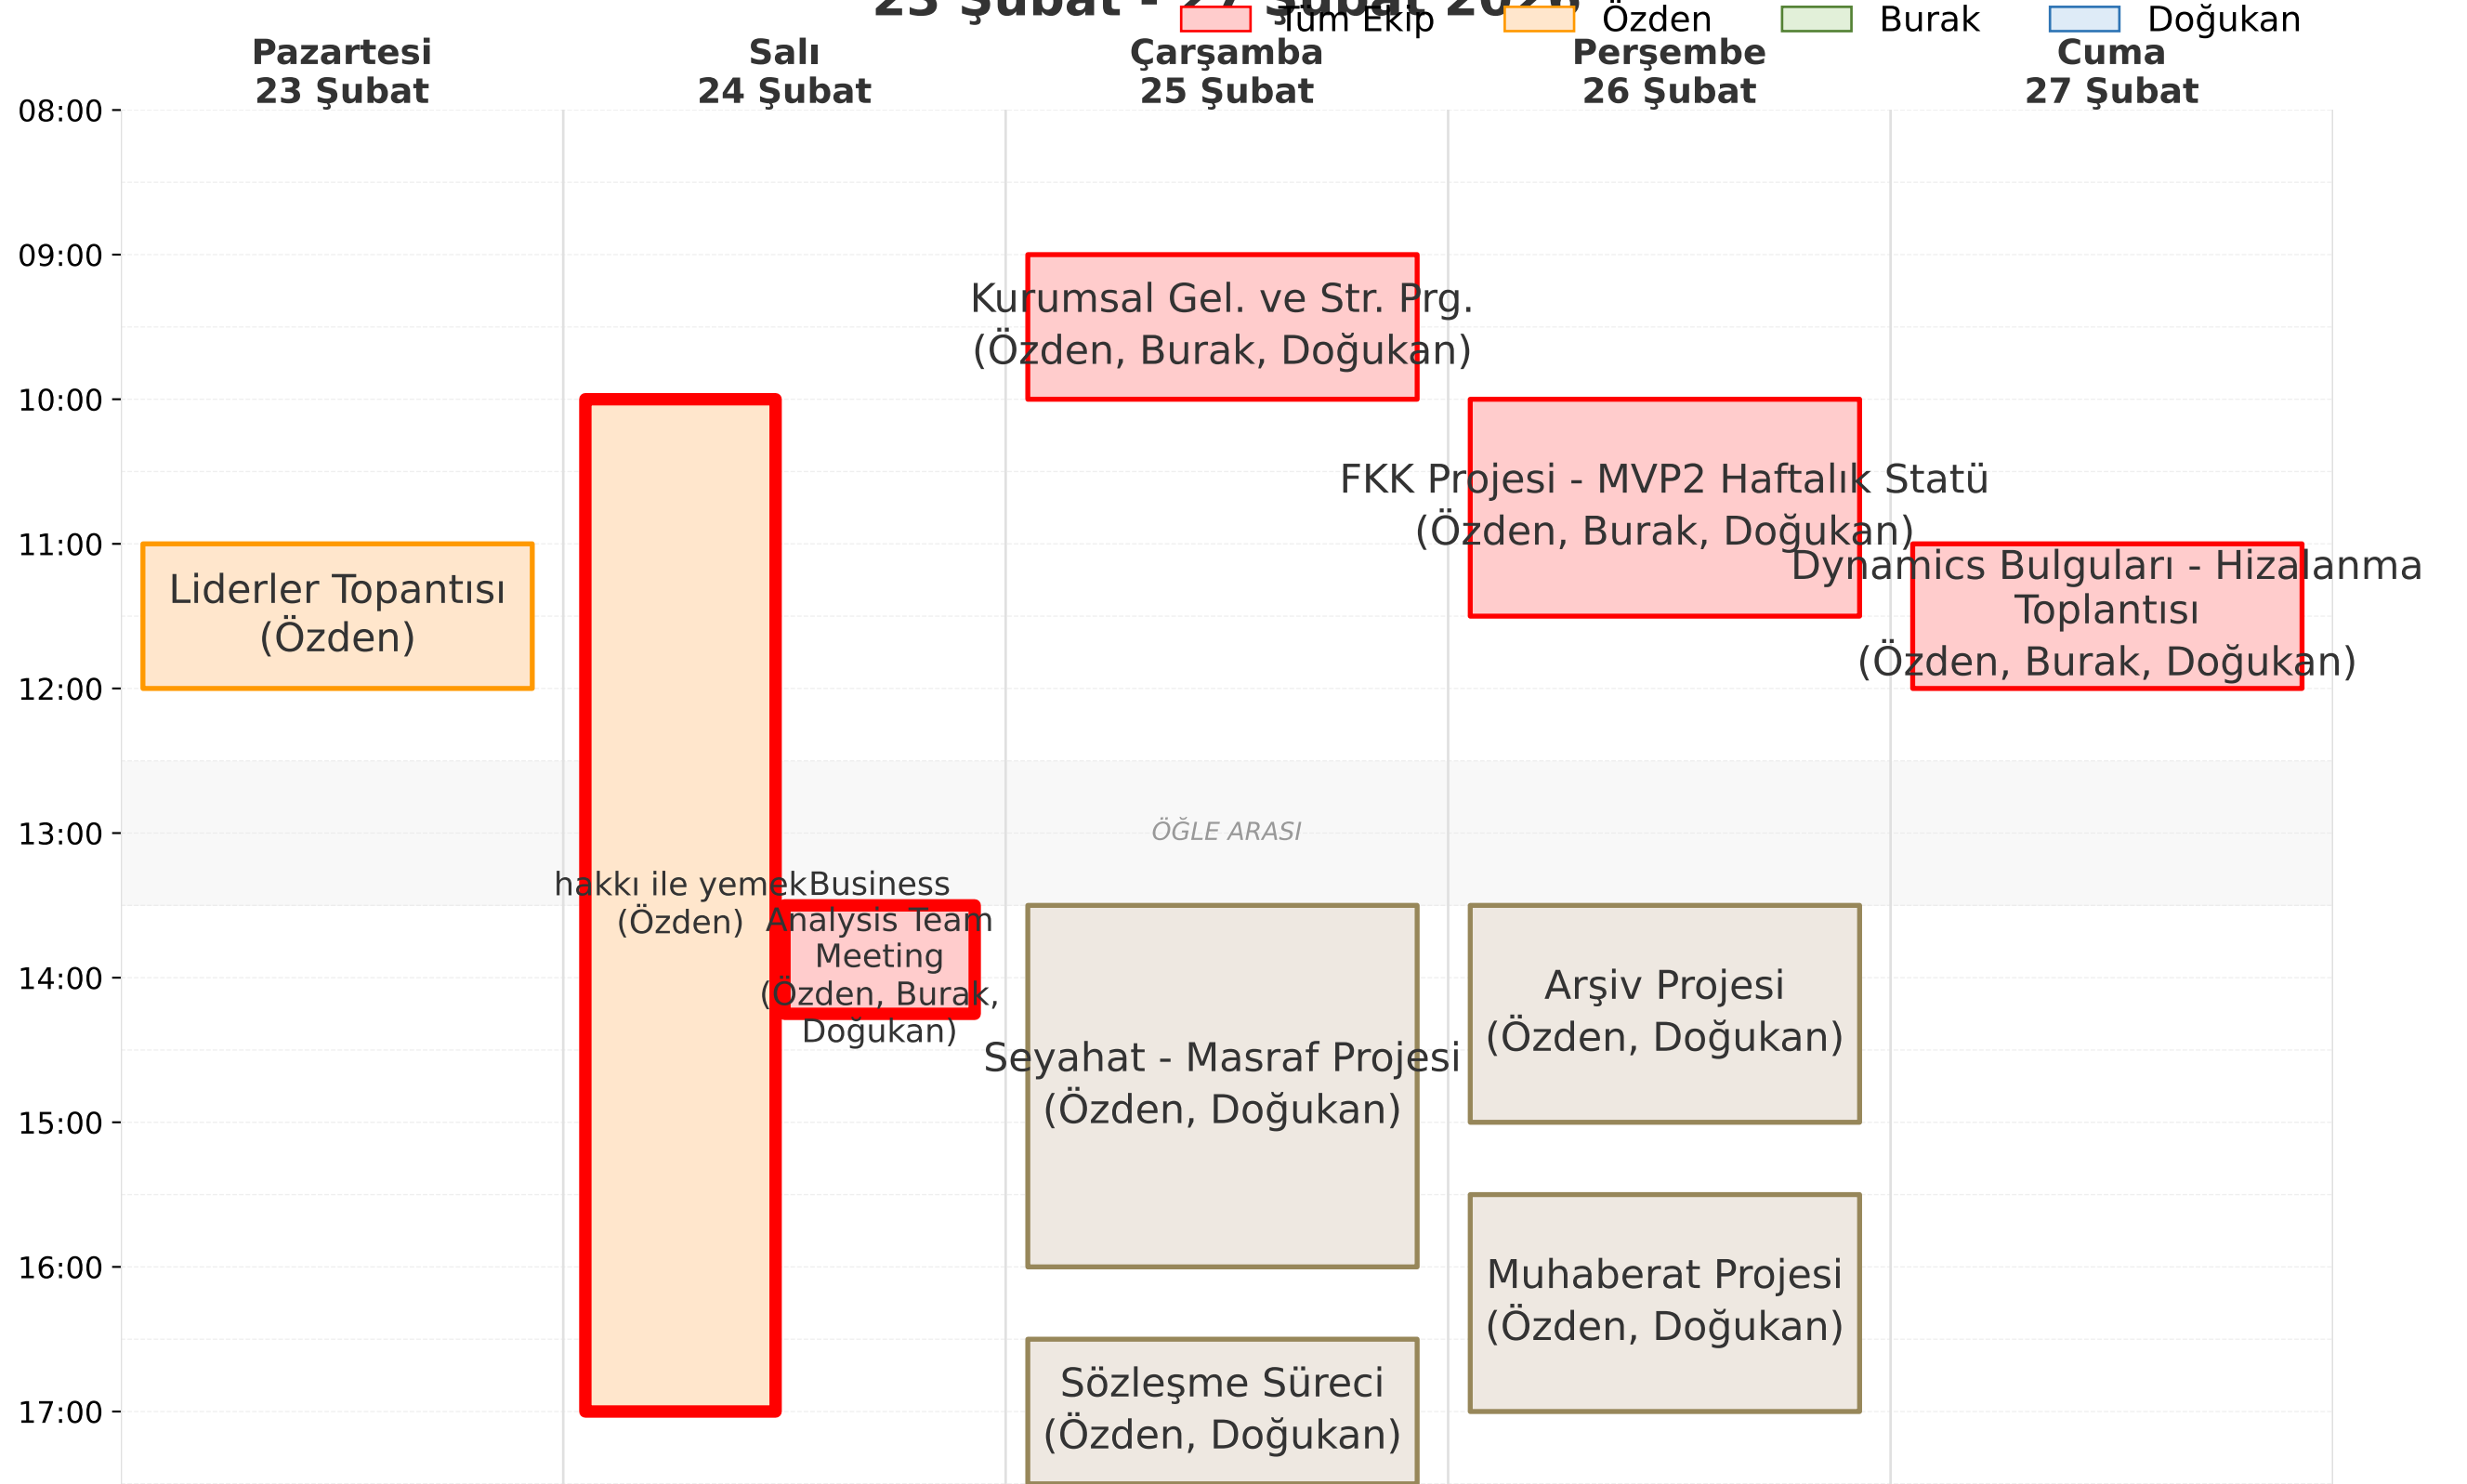 23 Şubat - 27 Şubat 2026
Tüm Ekip
Özden
Burak
Doğukan
Pazartesi
23 Şubat
Salı
24 Şubat
Çarşamba
25 Şubat
Perşembe
26 Şubat
Cuma
27 Şubat
08:00
09:00
10:00
11:00
12:00
13:00
14:00
15:00
16:00
17:00
Liderler Topantısı
(Özden)
hakkı ile yemek
(Özden)
Business
Analysis Team
Meeting
(Özden, Burak,
Doğukan)
Kurumsal Gel. ve Str. Prg.
(Özden, Burak, Doğukan)
ÖĞLE ARASI
Seyahat - Masraf Projesi
(Özden, Doğukan)
Sözleşme Süreci
(Özden, Doğukan)
FKK Projesi - MVP2 Haftalık Statü
(Özden, Burak, Doğukan)
Arşiv Projesi
(Özden, Doğukan)
Muhaberat Projesi
(Özden, Doğukan)
Dynamics Bulguları - Hizalanma
Toplantısı
(Özden, Burak, Doğukan)